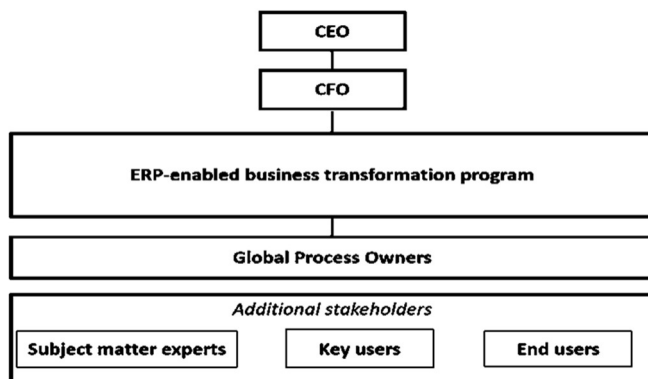 CEO
CFO
ERP-enabled business transformation program
Global Process Owners
Additional stakeholders
Subject matter experts
Key users
End users